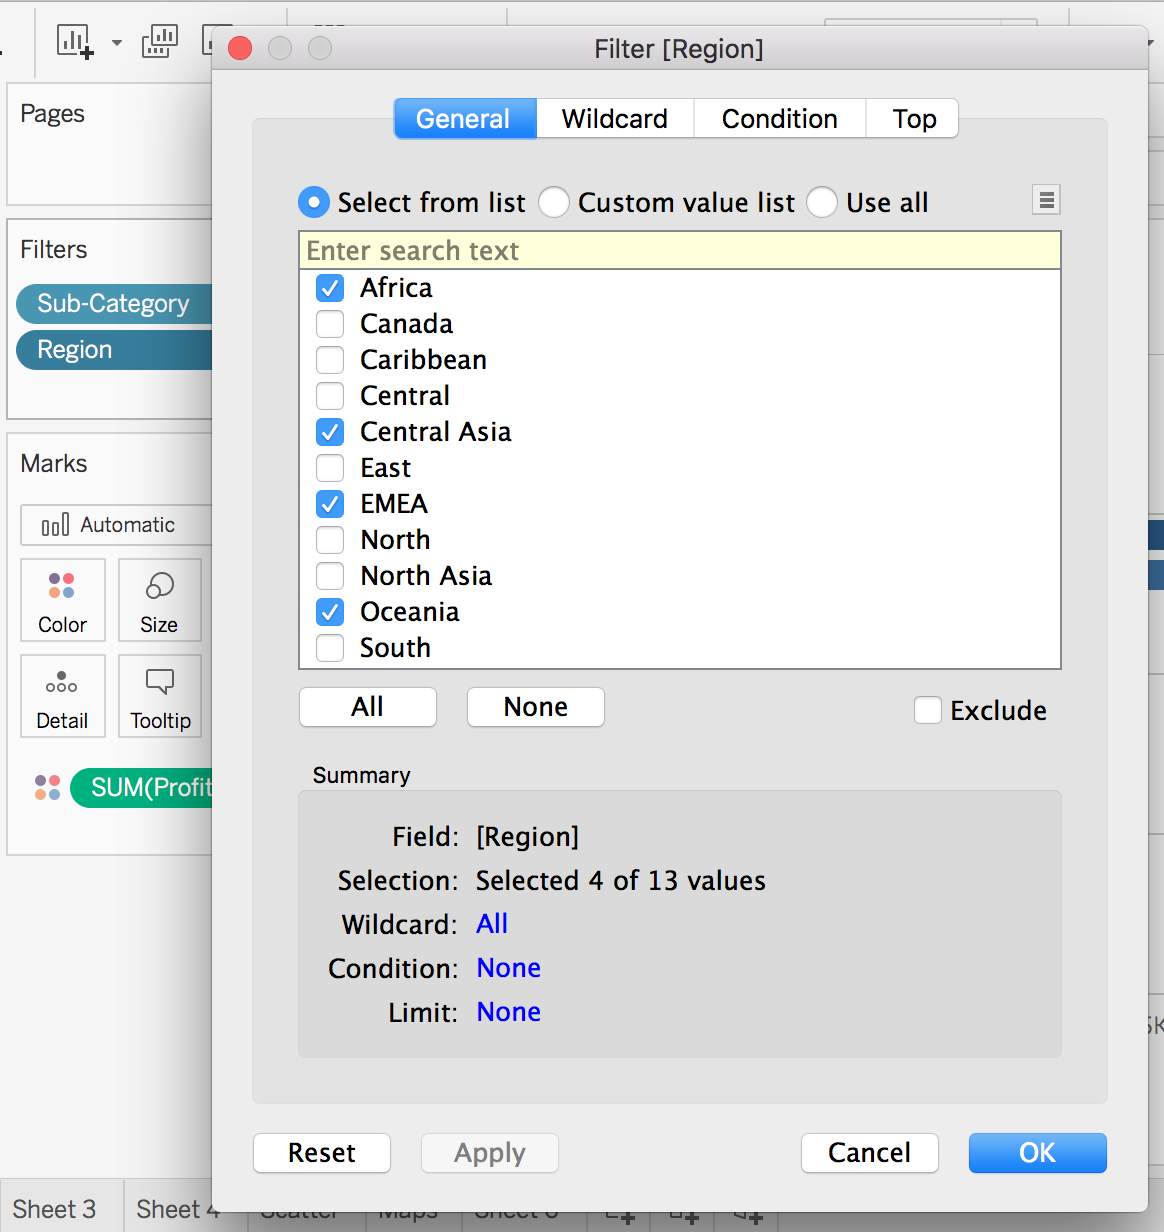 Filter [Region]
Pages
Filters
Sub-Category
Region
Marks
Automatic
Color
Size
Detail
Tooltip
SUM(Profit
General
Wildcard
Condition
Top
Select from list
Custom value list
Use all
Enter search text
Africa
Canada
Caribbean
Central
Central Asia
East
EMEA
North
North Asia
Oceania
South
All
None
Exclude
Summary
Field: [Region]
Selection: Selected 4 of 13 values
Wildcard: All
Condition: None
Limit: None
Reset
Apply
Cancel
OK
Sheet 3
Sheet 4
Scatter
Maps